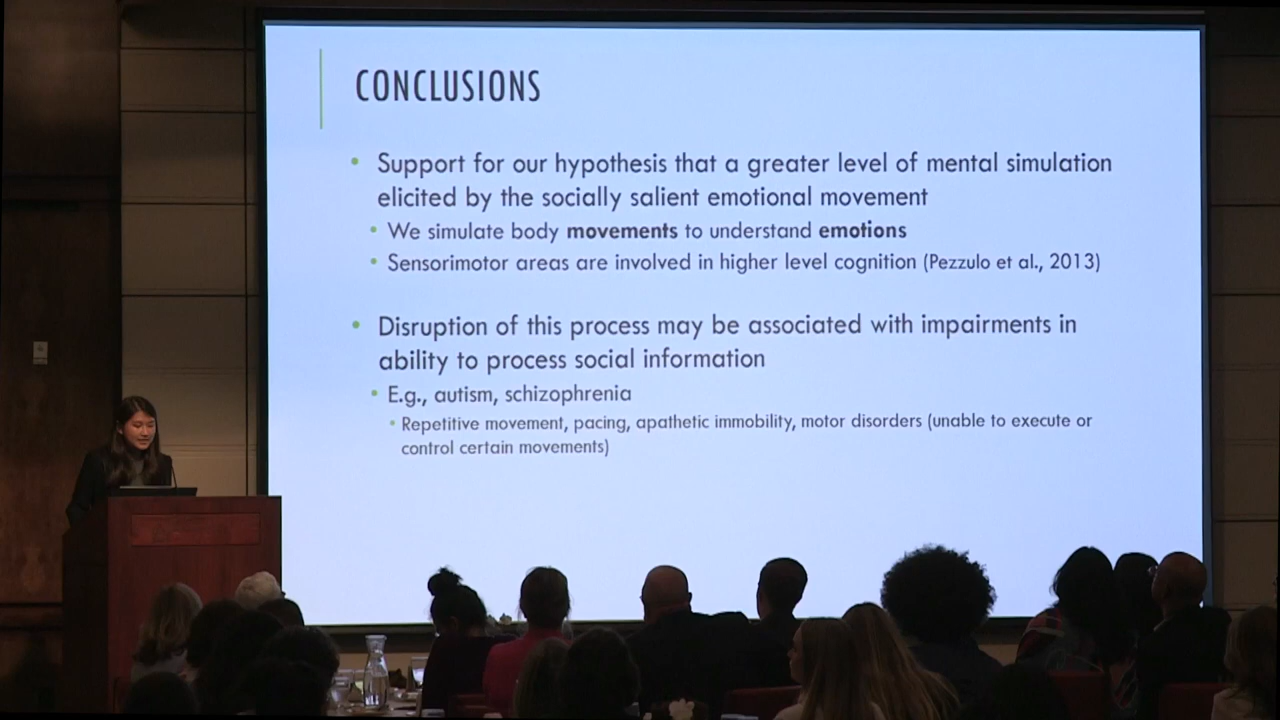 CONCLUSIONS
• Support for our hypothesis that a greater level of mental simulation
elicited by the socially salient emotional movement
• We simulate body movements to understand emotions
• Sensorimotor areas are involved in higher level cognition (Pezzulo et al., 2013)
• Disruption of this process may be associated with impairments in
ability to process social information
• E.g., autism, schizophrenia
• Repetitive movement, pacing, apathetic immobility, motor disorders (unable to execute or
control certain movements)